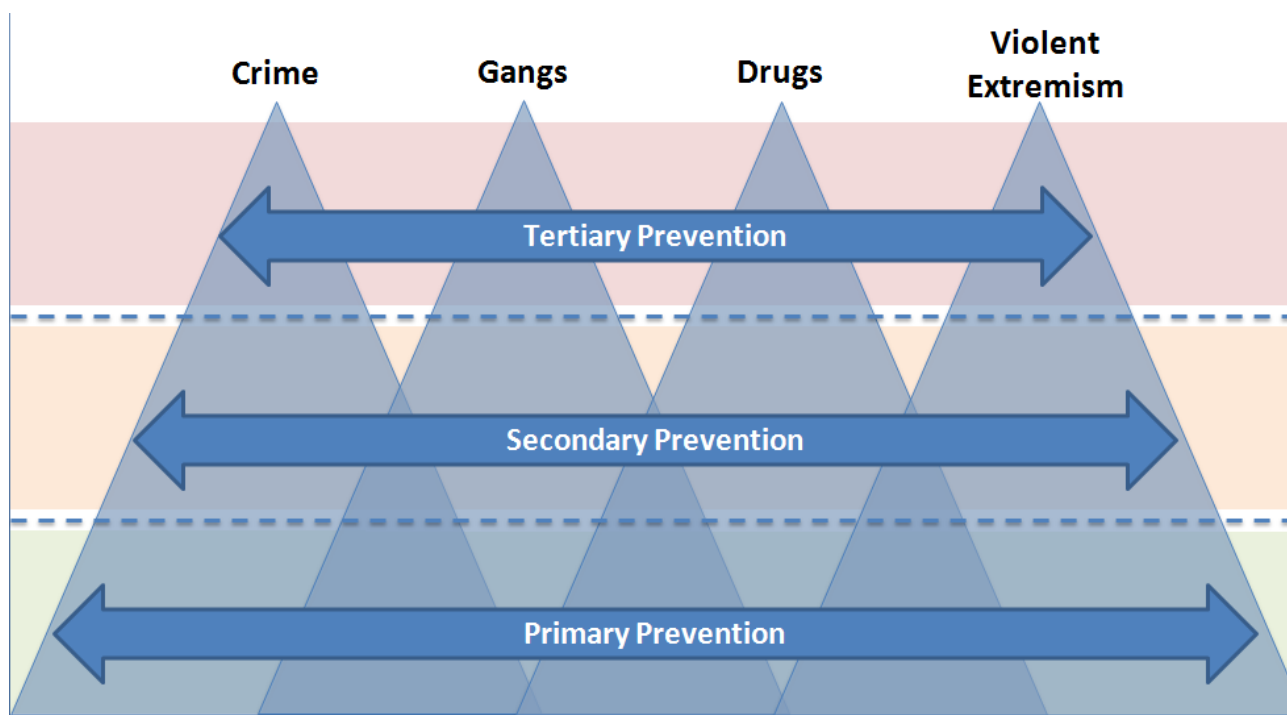 Crime
Gangs
Drugs
Violent
Extremism
Tertiary Prevention
Secondary Prevention
Primary Prevention